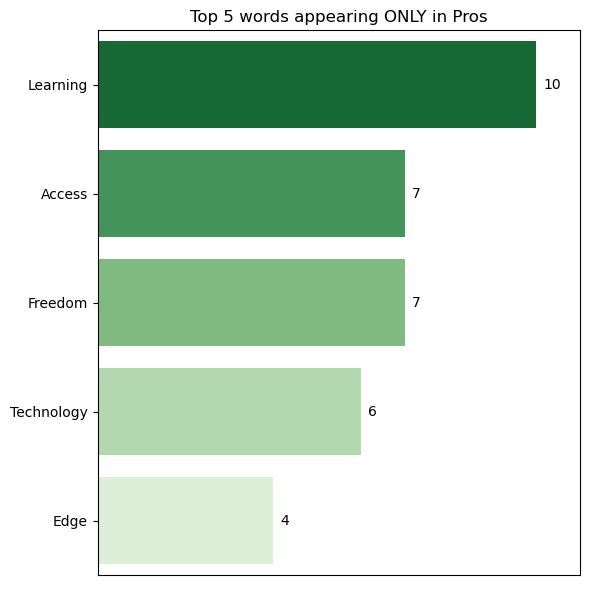 Top 5 words appearing ONLY in Pros
Learning 10
Access 7
Freedom 7
Technology 6
Edge 4